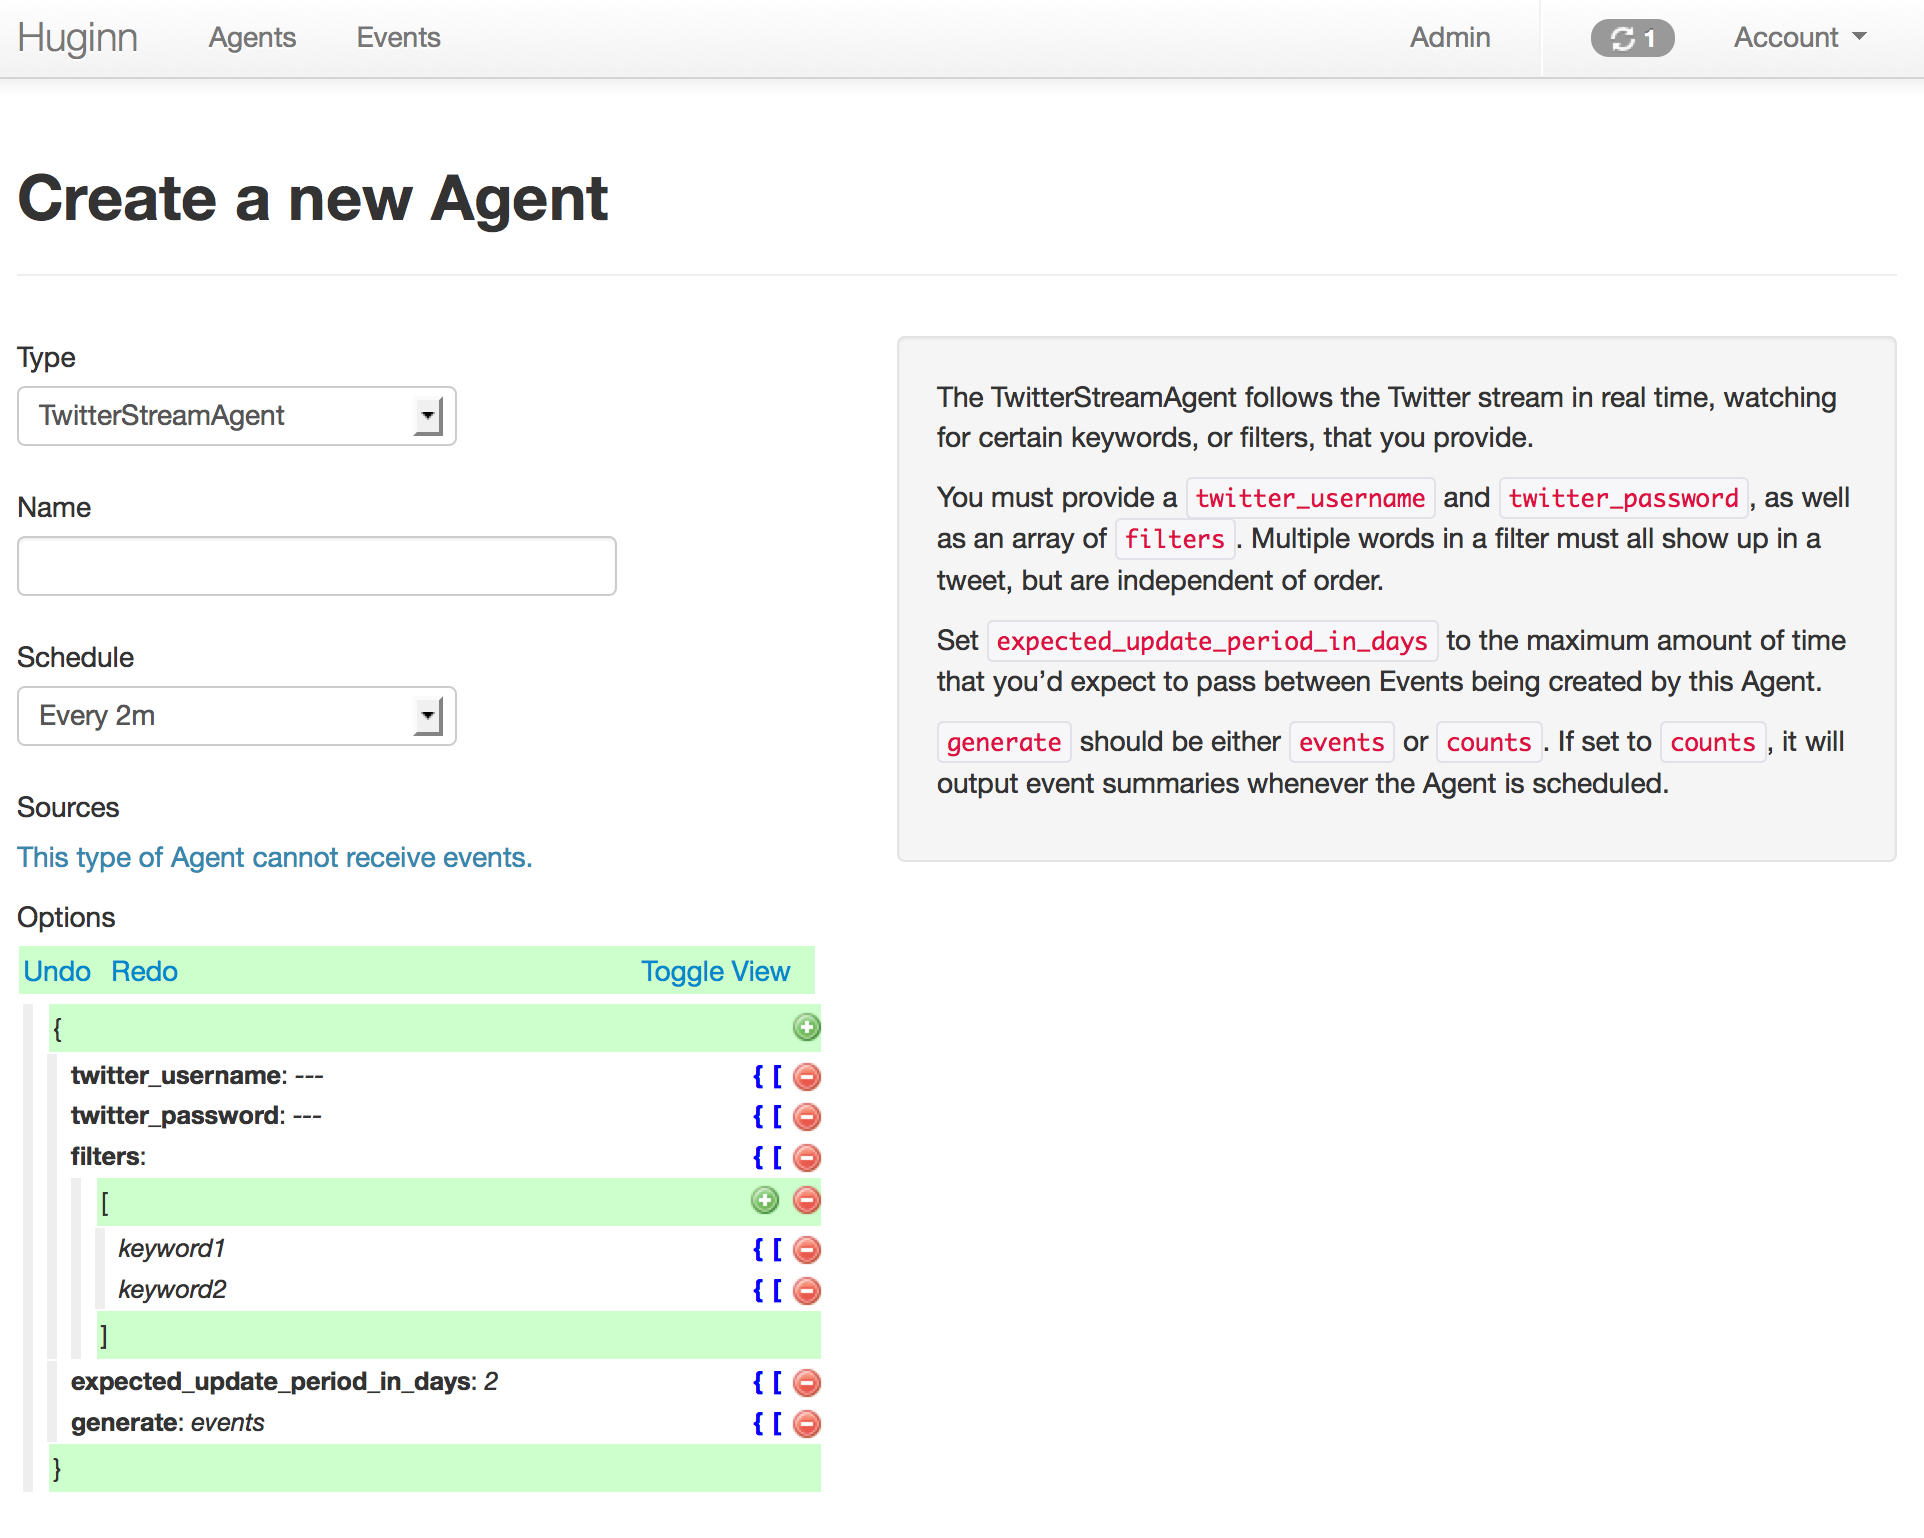 Huginn Agents Events Admin 1 Account
Create a new Agent
Type
TwitterStreamAgent
Name
Schedule
Every 2m
Sources
This type of Agent cannot receive events.
Options
Undo Redo Toggle View
{
twitter_username: --- { [
twitter_password: --- { [
filters: { [
[
keyword1 { [
keyword2 { [
]
expected_update_period_in_days: 2 { [
generate: events { [
}
The TwitterStreamAgent follows the Twitter stream in real time, watching
for certain keywords, or filters, that you provide.
You must provide a twitter_username and twitter_password, as well
as an array of filters. Multiple words in a filter must all show up in a
tweet, but are independent of order.
Set expected_update_period_in_days to the maximum amount of time
that you’d expect to pass between Events being created by this Agent.
generate should be either events or counts. If set to counts, it will
output event summaries whenever the Agent is scheduled.